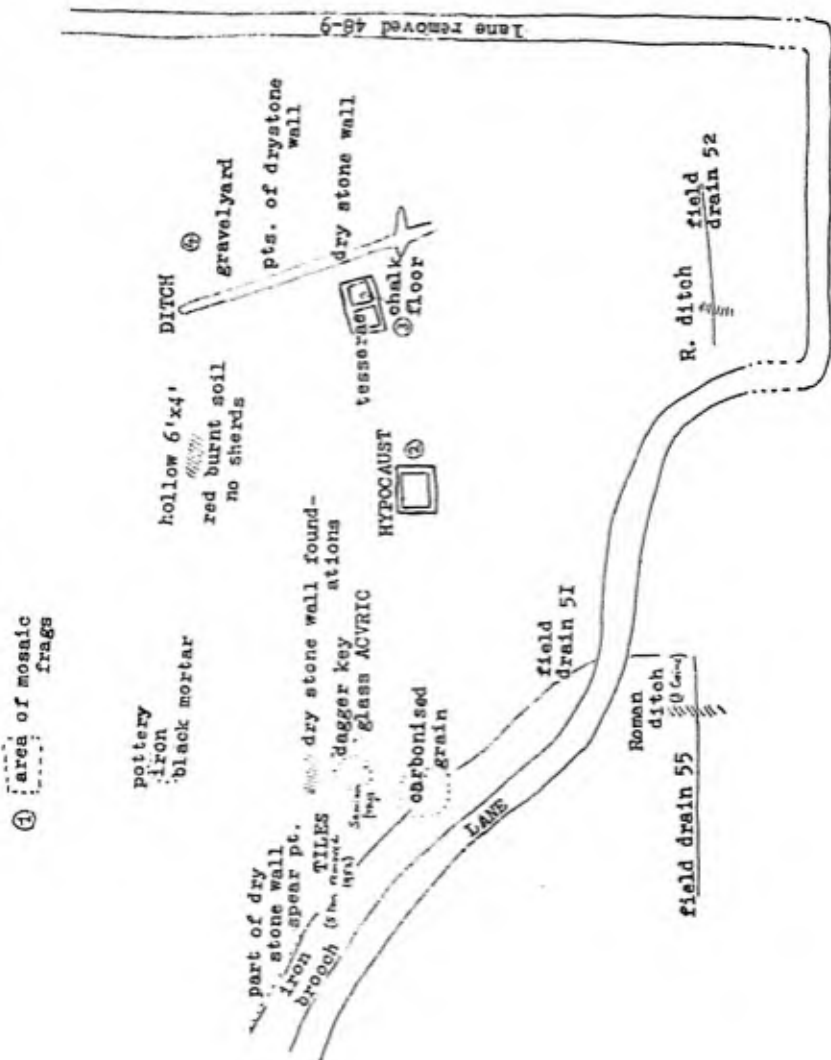 lane removed 48-9
① area of mosaic
frags
pottery
iron
black mortar
hollow 6'x4'
red burnt soil
no sherds
DITCH
④
gravelyard
pts. of drystone
wall
dry stone wall
tesserae
③ chalk
floor
HYPOCAUST
②
dry stone wall found-
ations
dagger key
glass ACVRIC
Samian
frags
carbonised
grain
part of dry
stone wall
spear pt.
TILES
iron
brooch
LANE
field
drain 5I
Roman
ditch
field drain 55
R. ditch
field
drain 52